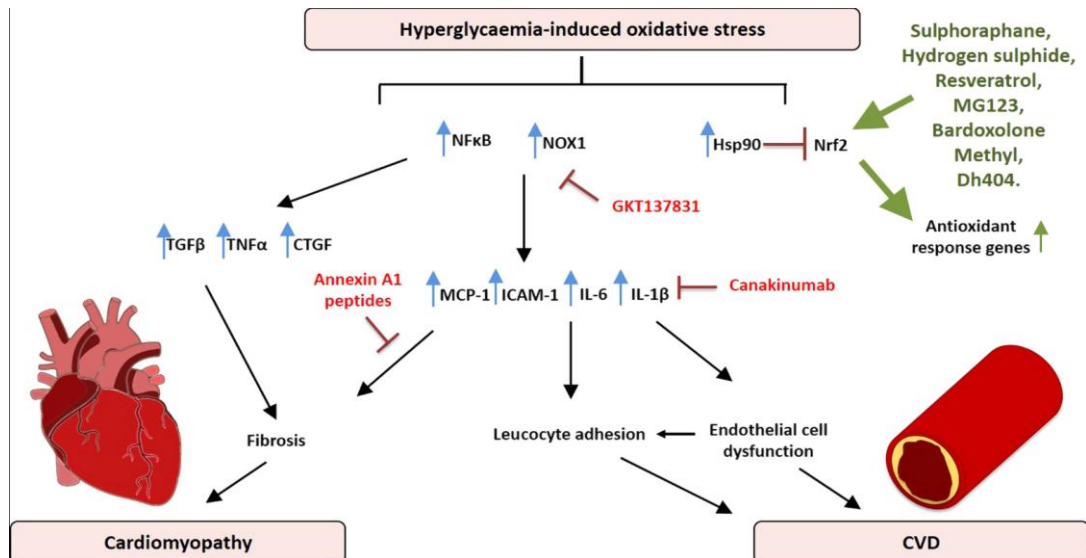 Hyperglycaemia-induced oxidative stress
Sulphoraphane,
Hydrogen sulphide,
Resveratrol,
MG123,
Bardoxolone
Methyl,
Dh404.
NFκB
NOX1
Hsp90
Nrf2
GKT137831
Antioxidant
response genes
TGFβ
TNFα
CTGF
Annexin A1
peptides
MCP-1
ICAM-1
IL-6
IL-1β
Canakinumab
Fibrosis
Leucocyte adhesion
Endothelial cell
dysfunction
Cardiomyopathy
CVD